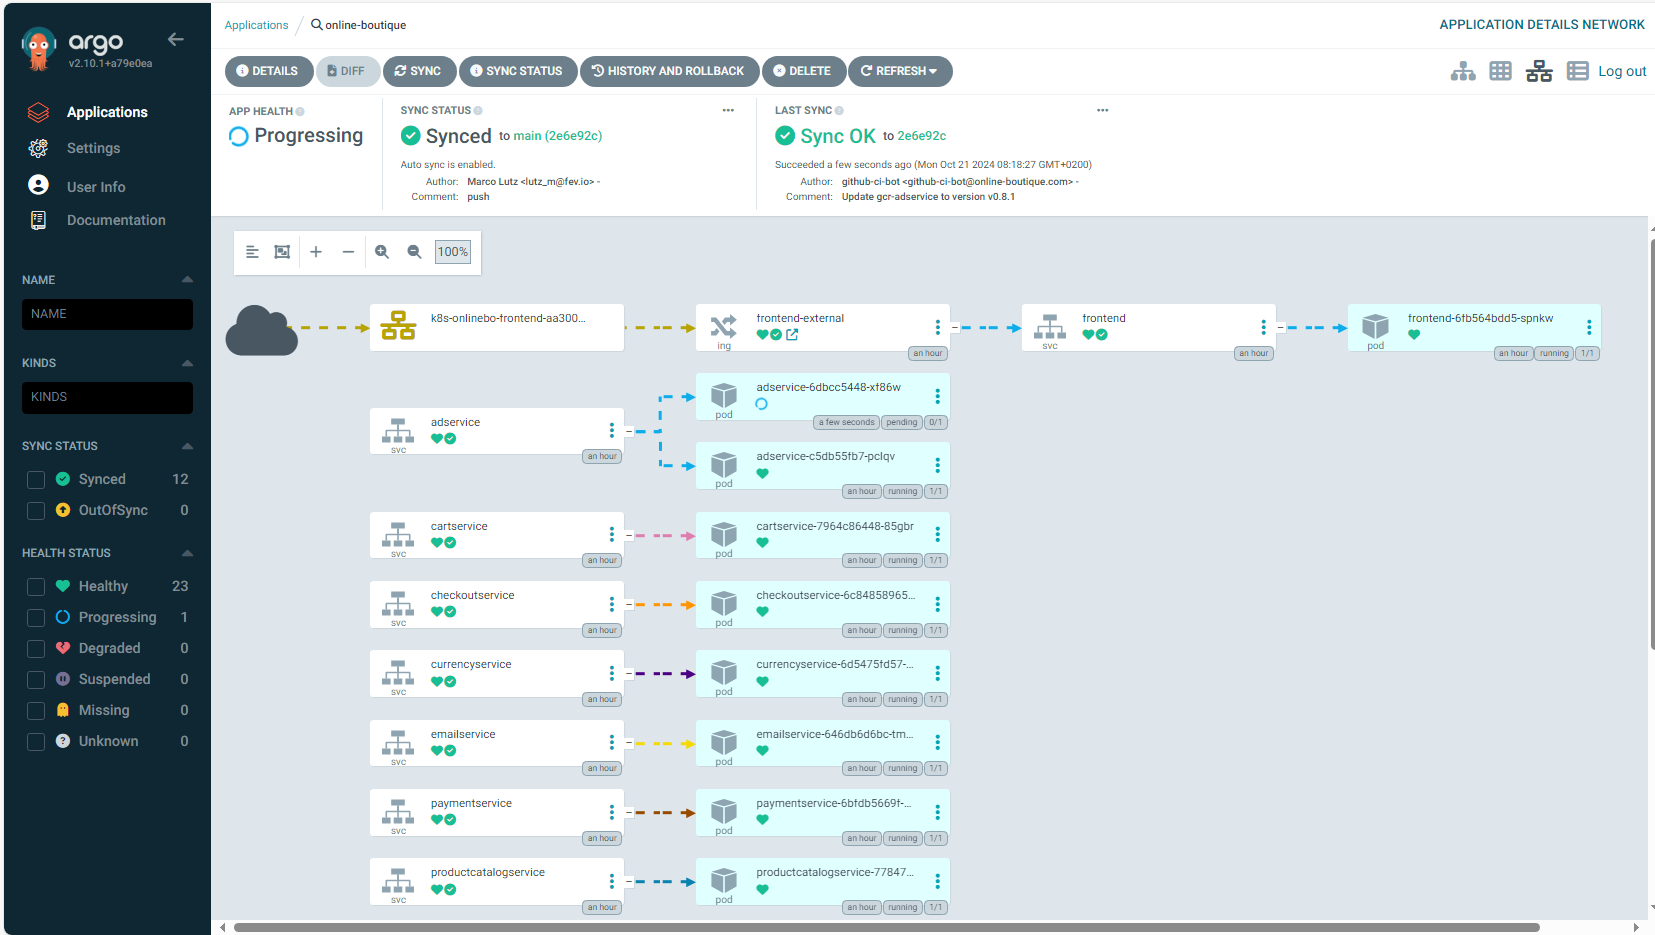 argo
v2.10.1+a79e0ea
Applications
Settings
User Info
Documentation
NAME
NAME
KINDS
KINDS
SYNC STATUS
Synced 12
OutOfSync 0
HEALTH STATUS
Healthy 23
Progressing 1
Degraded 0
Suspended 0
Missing 0
Unknown 0
Applications / online-boutique
APPLICATION DETAILS NETWORK
DETAILS DIFF SYNC SYNC STATUS HISTORY AND ROLLBACK DELETE REFRESH
Log out
APP HEALTH
Progressing
SYNC STATUS
Synced to main (2e6e92c)
Auto sync is enabled.
Author: Marco Lutz <lutz_m@fev.io> -
Comment: push
LAST SYNC
Sync OK to 2e6e92c
Succeeded a few seconds ago (Mon Oct 21 2024 08:18:27 GMT+0200)
Author: github-ci-bot <github-ci-bot@online-boutique.com> -
Comment: Update gcr-adservice to version v0.8.1
100%
k8s-onlinebo-frontend-aa300...
frontend-external
ing
an hour
frontend
svc
an hour
frontend-6fb564bdd5-spnkw
pod
an hour running 1/1
adservice
svc
an hour
adservice-6dbcc5448-xf86w
pod
a few seconds pending 0/1
adservice-c5db55fb7-pclqv
pod
an hour running 1/1
cartservice
svc
an hour
cartservice-7964c86448-85gbr
pod
an hour running 1/1
checkoutservice
svc
an hour
checkoutservice-6c84858965...
pod
an hour running 1/1
currencyservice
svc
an hour
currencyservice-6d5475fd57-...
pod
an hour running 1/1
emailservice
svc
an hour
emailservice-646db6d6bc-tm...
pod
an hour running 1/1
paymentservice
svc
an hour
paymentservice-6bfdb5669f-...
pod
an hour running 1/1
productcatalogservice
svc
an hour
productcatalogservice-77847...
pod
an hour running 1/1